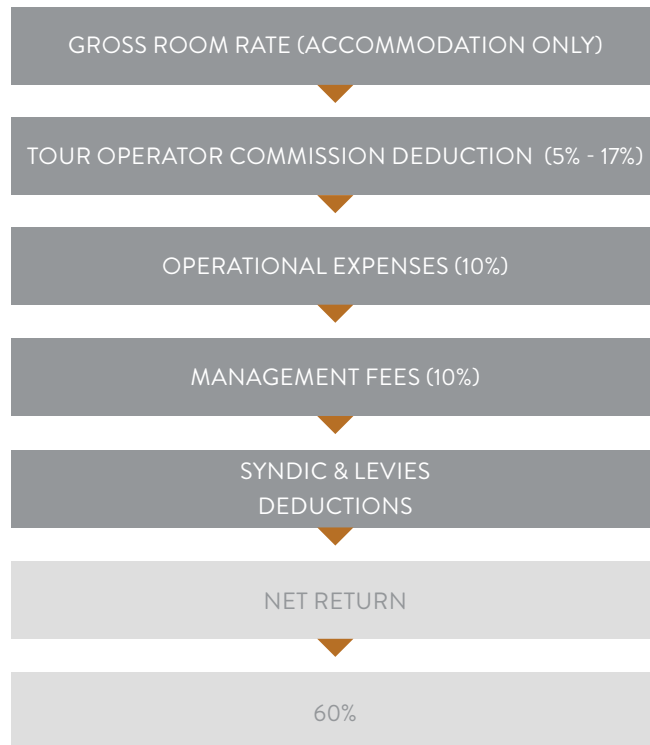 GROSS ROOM RATE (ACCOMMODATION ONLY)
TOUR OPERATOR COMMISSION DEDUCTION (5% - 17%)
OPERATIONAL EXPENSES (10%)
MANAGEMENT FEES (10%)
SYNDIC & LEVIES
DEDUCTIONS
NET RETURN
60%